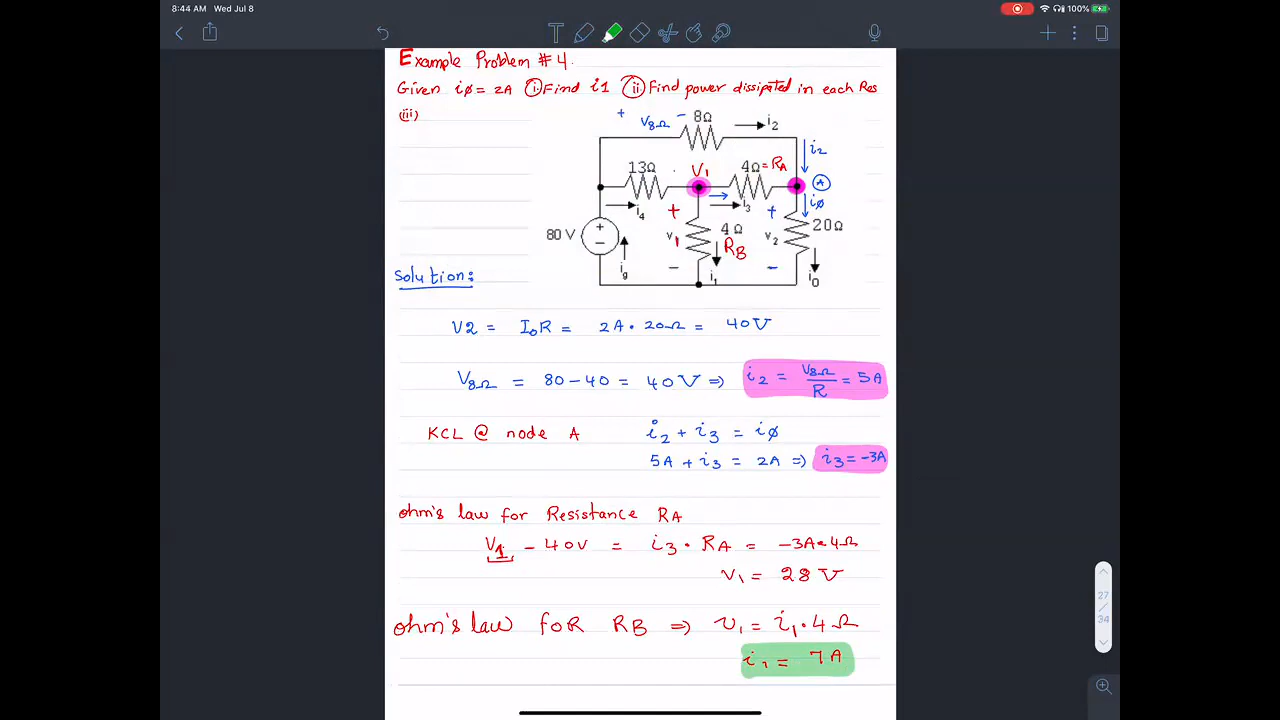 8:44 AM Wed Jul 8
100%
Example Problem #4.
Given iø = 2A (i) Find i1 (ii) Find power dissipated in each Res
(iii)
+ V8Ω - 8Ω i2
i2
13Ω V1 4Ω = RA A
i4 i3 iø
+ + 20Ω
80 V + - v1 4Ω RB v2
ig - i1 - i0
Solution:
V2 = I0R = 2A · 20Ω = 40V
V8Ω = 80 - 40 = 40V ⇒ i2 = V8Ω/R = 5A
KCL @ node A i2 + i3 = iø
5A + i3 = 2A ⇒ i3 = -3A
ohm's law for Resistance RA
V1 - 40V = i3 · RA = -3A·4Ω
V1 = 28 V
ohm's law foR RB ⇒ v1 = i1 · 4Ω
i1 = 7A
27
/
34